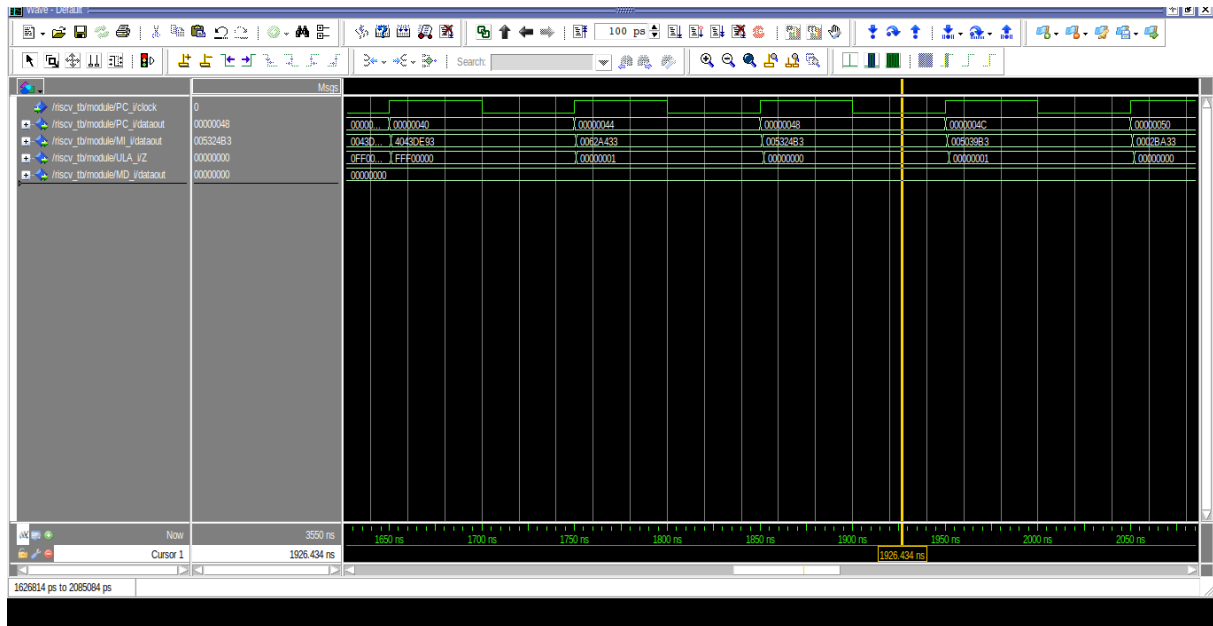 Wave - Default
100 ps
Search:
Msgs
/riscv_tb/module/PC_i/clock 0
/riscv_tb/module/PC_i/dataout 00000048 00000... 00000040 00000044 00000048 0000004C 00000050
/riscv_tb/module/MI_i/dataout 005324B3 0043D... 4043DE93 0062A433 005324B3 005039B3 0002BA33
/riscv_tb/module/ULA_i/Z 00000000 0FF00... FFF00000 00000001 00000000 00000001 00000000
/riscv_tb/module/MD_i/dataout 00000000 00000000
Now 3550 ns
1650 ns 1700 ns 1750 ns 1800 ns 1850 ns 1900 ns 1950 ns 2000 ns 2050 ns
Cursor 1 1926.434 ns 1926.434 ns
1626814 ps to 2085084 ps